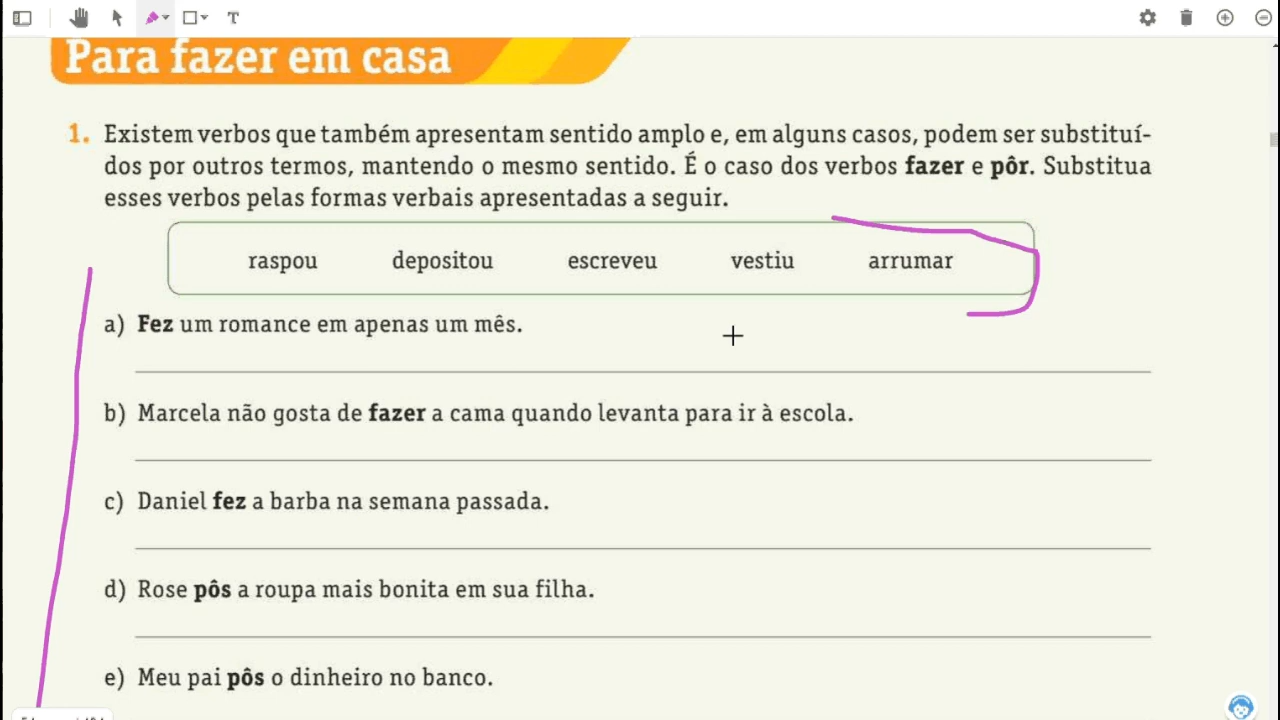 T
Para fazer em casa
1. Existem verbos que também apresentam sentido amplo e, em alguns casos, podem ser substituí-
dos por outros termos, mantendo o mesmo sentido. É o caso dos verbos fazer e pôr. Substitua
esses verbos pelas formas verbais apresentadas a seguir.
raspou depositou escreveu vestiu arrumar
a) Fez um romance em apenas um mês.
b) Marcela não gosta de fazer a cama quando levanta para ir à escola.
c) Daniel fez a barba na semana passada.
d) Rose pôs a roupa mais bonita em sua filha.
e) Meu pai pôs o dinheiro no banco.